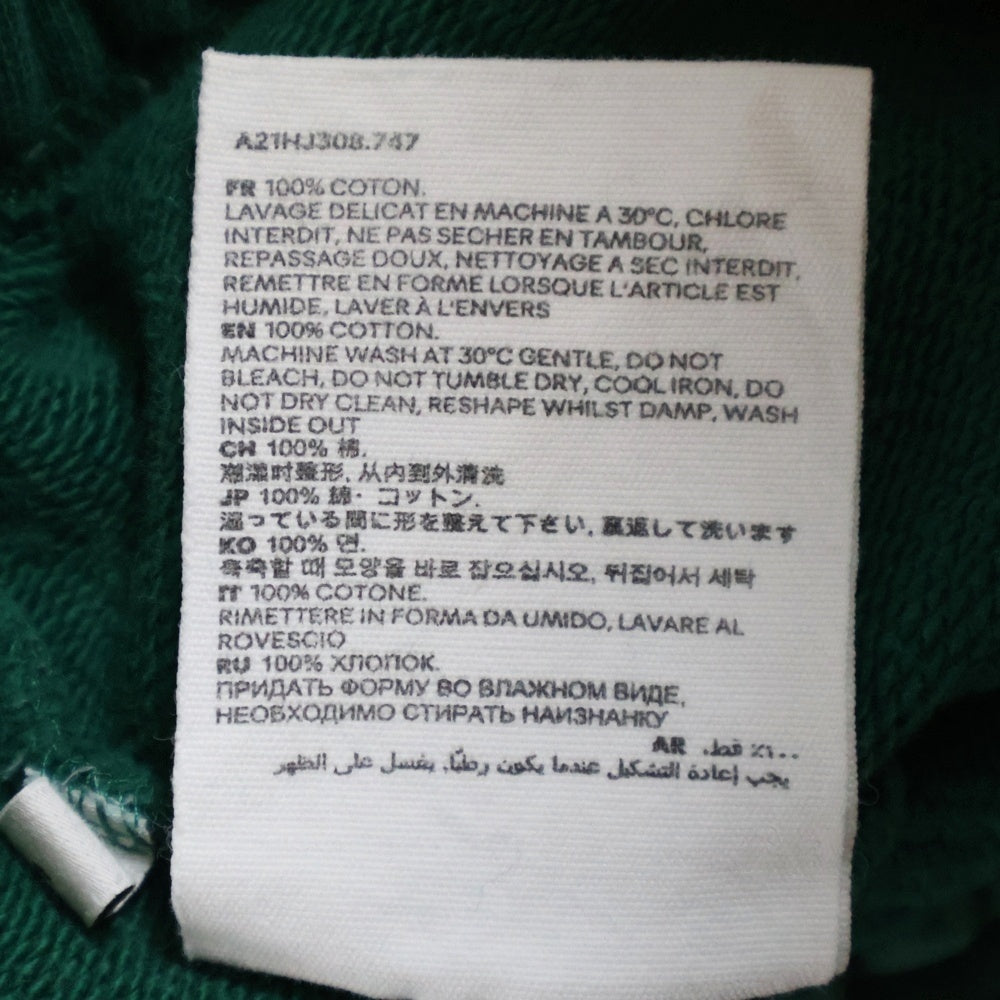 A21HJ308.747
FR 100% COTON.
LAVAGE DELICAT EN MACHINE A 30°C, CHLORE
INTERDIT, NE PAS SECHER EN TAMBOUR,
REPASSAGE DOUX, NETTOYAGE A SEC INTERDIT,
REMETTRE EN FORME LORSQUE L'ARTICLE EST
HUMIDE, LAVER À L'ENVERS
EN 100% COTTON.
MACHINE WASH AT 30°C GENTLE, DO NOT
BLEACH, DO NOT TUMBLE DRY, COOL IRON, DO
NOT DRY CLEAN, RESHAPE WHILST DAMP, WASH
INSIDE OUT
CH 100% 棉.
潮湿时整形, 从内到外清洗
JP 100% 綿・コットン.
湿っている間に形を整えて下さい, 裏返して洗います
KO 100% 면.
축축할 때 모양을 바로 잡으십시오, 뒤집어서 세탁
IT 100% COTONE.
RIMETTERE IN FORMA DA UMIDO, LAVARE AL
ROVESCIO
RU 100% ХЛОПОК.
ПРИДАТЬ ФОРМУ ВО ВЛАЖНОМ ВИДЕ,
НЕОБХОДИМО СТИРАТЬ НАИЗНАНКУ
AR ٪١٠٠ قطن.
يجب إعادة التشكيل عندما يكون رطبًا, يغسل على الظهر